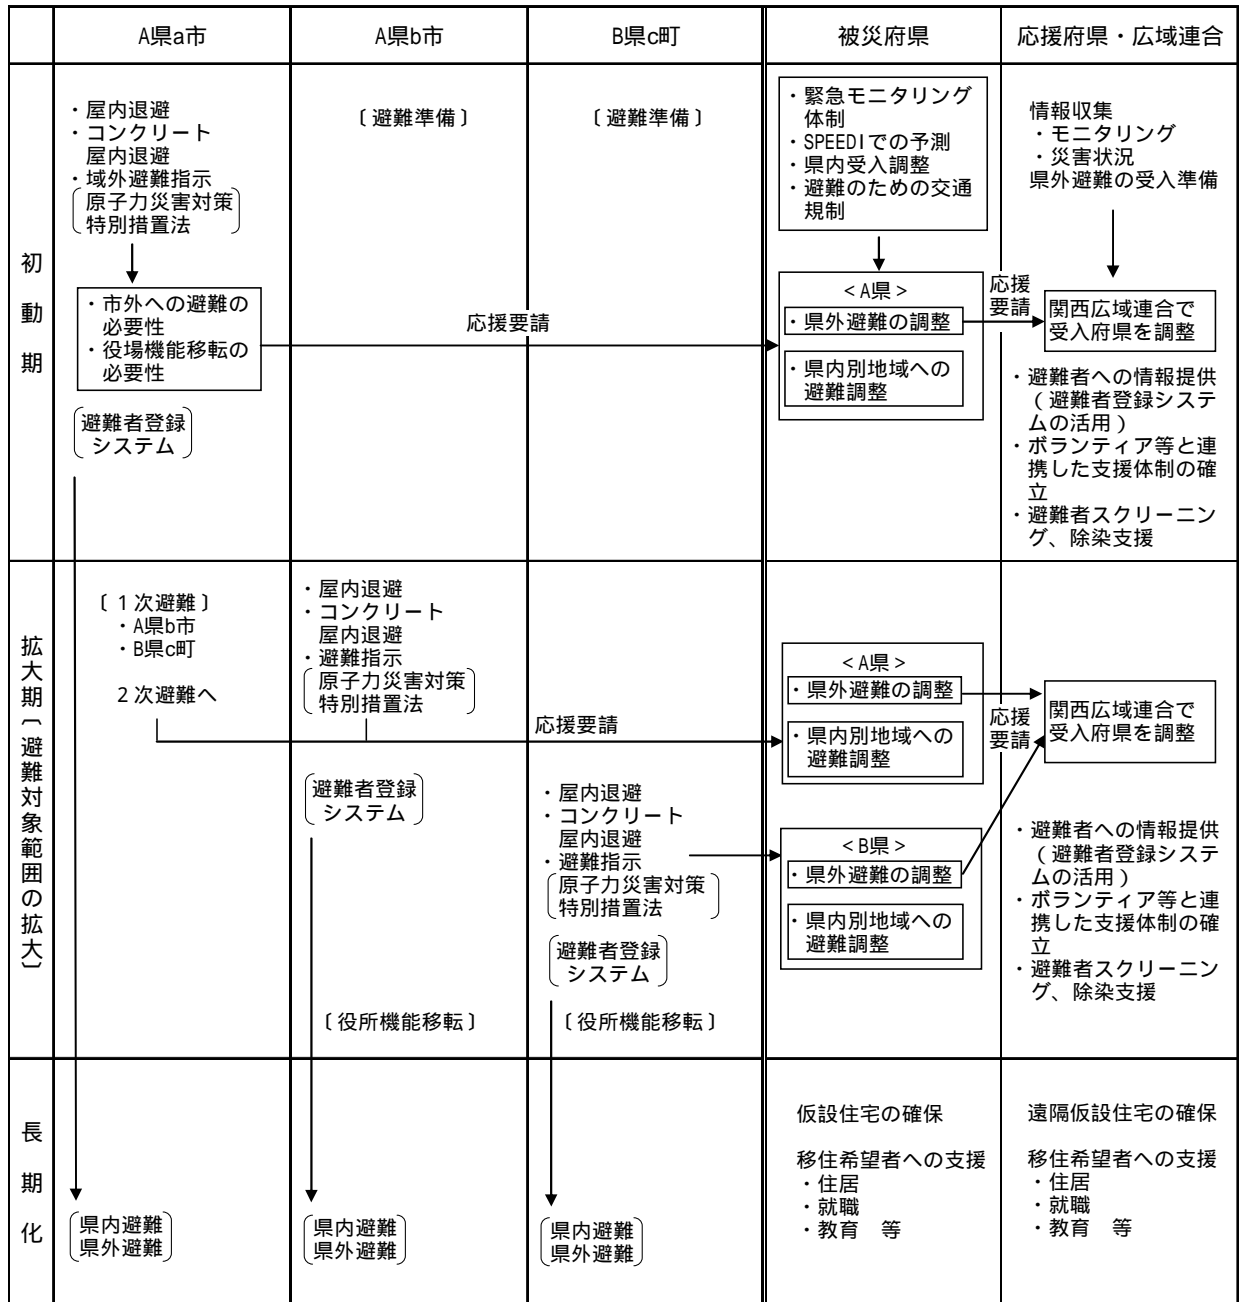 A県a市
A県b市
B県c町
被災府県
応援府県・広域連合
初動期
・屋内退避
・コンクリート
屋内退避
・域外避難指示
原子力災害対策
特別措置法
・市外への避難の
必要性
・役場機能移転の
必要性
避難者登録
システム
〔避難準備〕
〔避難準備〕
応援要請
・緊急モニタリング
体制
・SPEEDIでの予測
・県内受入調整
・避難のための交通
規制
＜A県＞
・県外避難の調整
・県内別地域への
避難調整
応援
要請
情報収集
・モニタリング
・災害状況
県外避難の受入準備
関西広域連合で
受入府県を調整
・避難者への情報提供
（避難者登録システ
ムの活用）
・ボランティア等と連
携した支援体制の確
立
・避難者スクリーニン
グ、除染支援
拡大期〔避難対象範囲の拡大〕
〔１次避難〕
・A県b市
・B県c町
２次避難へ
・屋内退避
・コンクリート
屋内退避
・避難指示
原子力災害対策
特別措置法
避難者登録
システム
〔役所機能移転〕
応援要請
・屋内退避
・コンクリート
屋内退避
・避難指示
原子力災害対策
特別措置法
避難者登録
システム
〔役所機能移転〕
＜A県＞
・県外避難の調整
・県内別地域への
避難調整
＜B県＞
・県外避難の調整
・県内別地域への
避難調整
応援
要請
関西広域連合で
受入府県を調整
・避難者への情報提供
（避難者登録システ
ムの活用）
・ボランティア等と連
携した支援体制の確
立
・避難者スクリーニン
グ、除染支援
長期化
県内避難
県外避難
県内避難
県外避難
県内避難
県外避難
仮設住宅の確保
移住希望者への支援
・住居
・就職
・教育　等
遠隔仮設住宅の確保
移住希望者への支援
・住居
・就職
・教育　等